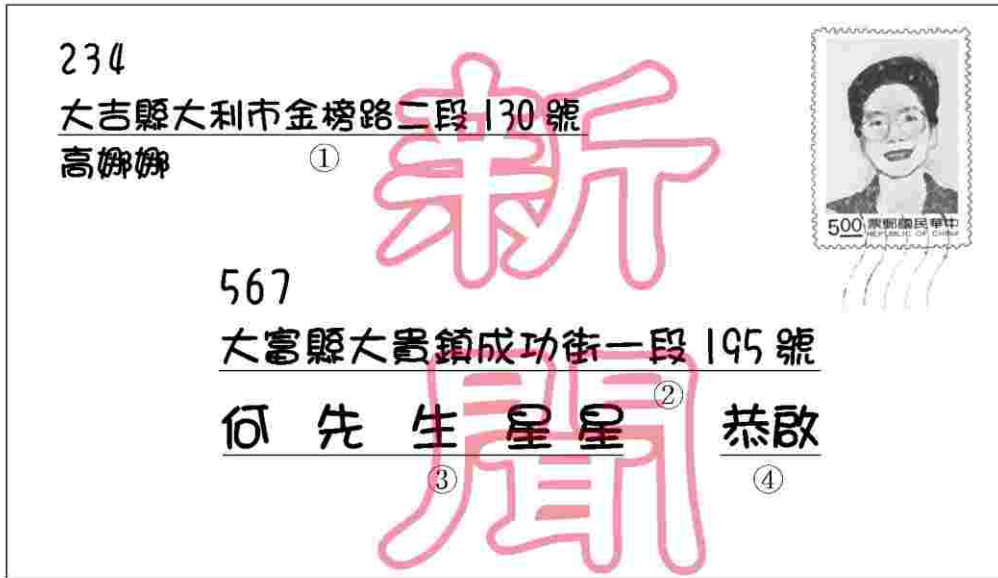 234
大吉縣大利市金榜路二段130號
高娜娜
①
5.00 票郵國民華中
REPUBLIC OF CHINA
567
大富縣大貴鎮成功街一段195號
②
何先生星星 恭啟
③ ④
新聞